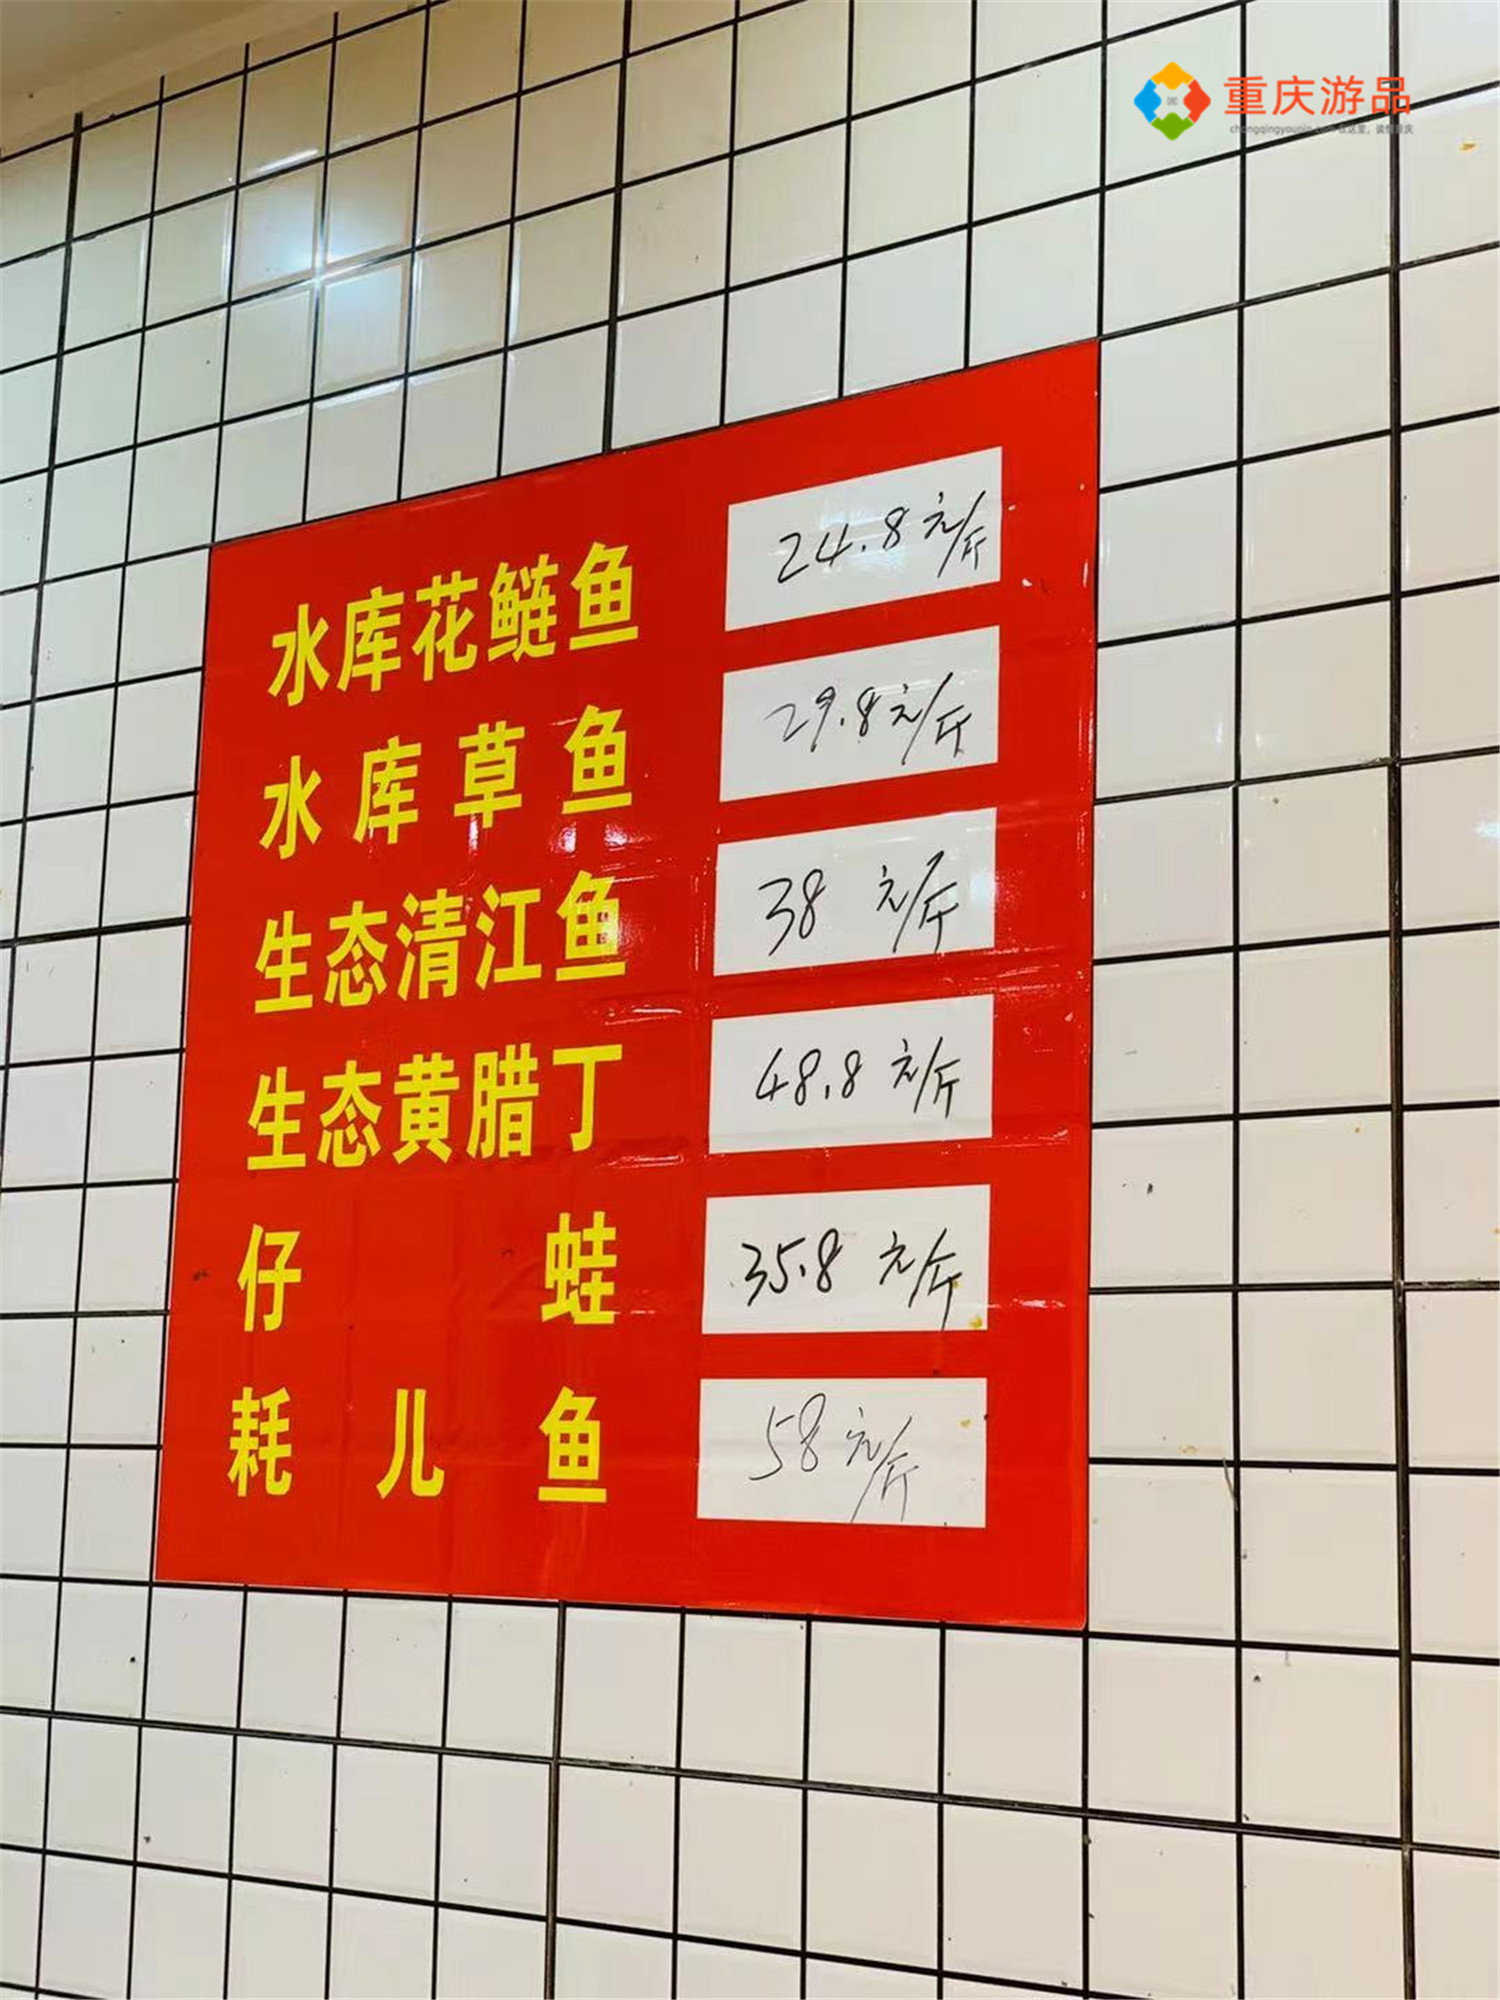 重庆游品
水库花鲢鱼 24.8元/斤
水库草鱼 29.8元/斤
生态清江鱼 38元/斤
生态黄腊丁 48.8元/斤
仔蛙 35.8元/斤
耗儿鱼 58元/斤